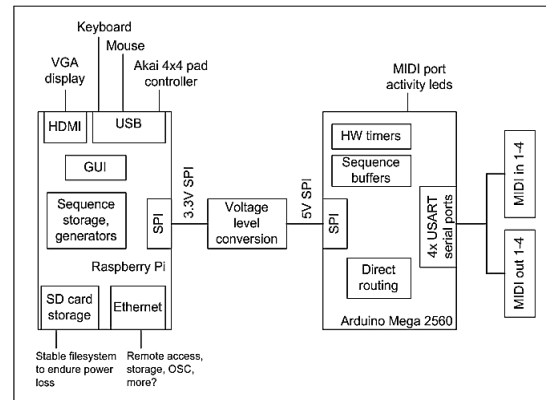 Keyboard
Mouse
VGA
display
Akai 4x4 pad
controller
MIDI port
activity leds
HDMI
USB
GUI
Sequence
storage,
generators
SPI
Raspberry Pi
SD card
storage
Ethernet
Stable filesystem
to endure power
loss
Remote access,
storage, OSC,
more?
3.3V SPI
Voltage
level
conversion
5V SPI
SPI
HW timers
Sequence
buffers
Direct
routing
4x USART
serial ports
Arduino Mega 2560
MIDI in 1-4
MIDI out 1-4